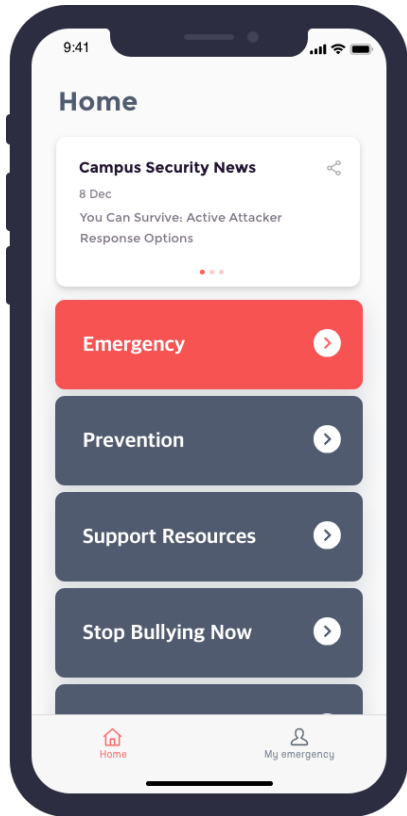 9:41
Home
Campus Security News
8 Dec
You Can Survive: Active Attacker
Response Options
Emergency
Prevention
Support Resources
Stop Bullying Now
Home
My emergency